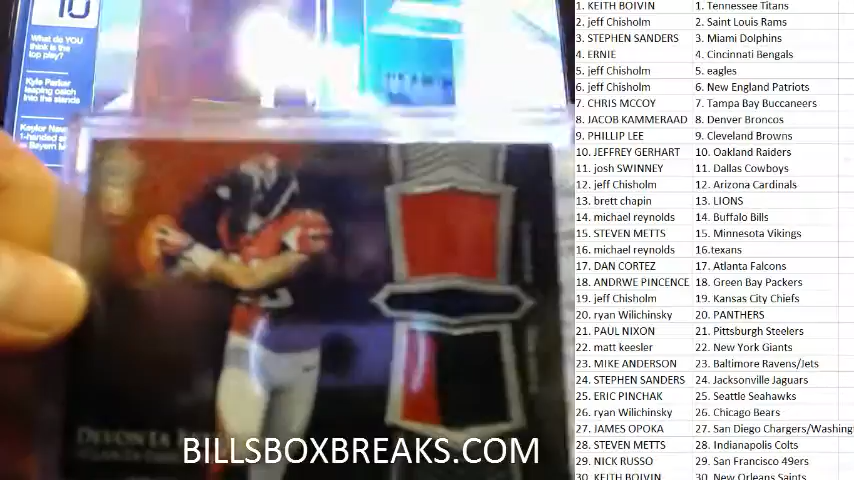 10
What do YOU
think is the
top play?
Kyle Parker
leaping catch
into the stands
1-handed
BILLSBOXBREAKS.COM
1. KEITH BOIVIN 1. Tennessee Titans
2. jeff Chisholm 2. Saint Louis Rams
3. STEPHEN SANDERS 3. Miami Dolphins
4. ERNIE 4. Cincinnati Bengals
5. jeff Chisholm 5. eagles
6. jeff Chisholm 6. New England Patriots
7. CHRIS MCCOY 7. Tampa Bay Buccaneers
8. JACOB KAMMERAAD 8. Denver Broncos
9. PHILLIP LEE 9. Cleveland Browns
10. JEFFREY GERHART 10. Oakland Raiders
11. josh SWINNEY 11. Dallas Cowboys
12. jeff Chisholm 12. Arizona Cardinals
13. brett chapin 13. LIONS
14. michael reynolds 14. Buffalo Bills
15. STEVEN METTS 15. Minnesota Vikings
16. michael reynolds 16.texans
17. DAN CORTEZ 17. Atlanta Falcons
18. ANDRWE PINCENCE 18. Green Bay Packers
19. jeff Chisholm 19. Kansas City Chiefs
20. ryan Wilichinsky 20. PANTHERS
21. PAUL NIXON 21. Pittsburgh Steelers
22. matt keesler 22. New York Giants
23. MIKE ANDERSON 23. Baltimore Ravens/Jets
24. STEPHEN SANDERS 24. Jacksonville Jaguars
25. ERIC PINCHAK 25. Seattle Seahawks
26. ryan Wilichinsky 26. Chicago Bears
27. JAMES OPOKA 27. San Diego Chargers/Washing
28. STEVEN METTS 28. Indianapolis Colts
29. NICK RUSSO 29. San Francisco 49ers
30. KEITH BOIVIN 30. New Orleans Saints